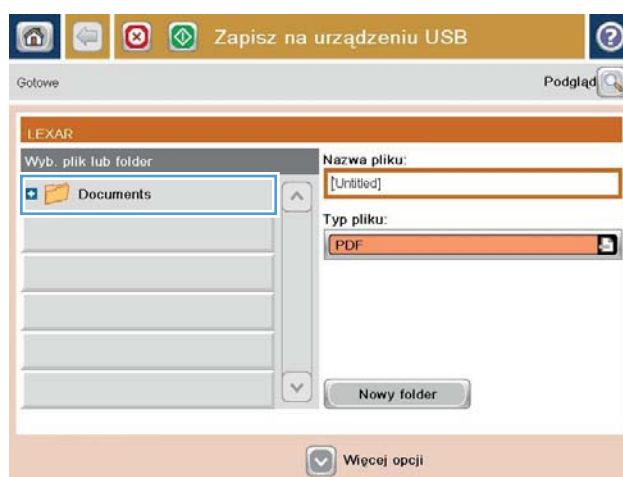 Zapisz na urządzeniu USB
?
Gotowe
Podgląd
LEXAR
Wyb. plik lub folder
Nazwa pliku:
Documents
[Untitled]
Typ pliku:
PDF
Nowy folder
Więcej opcji